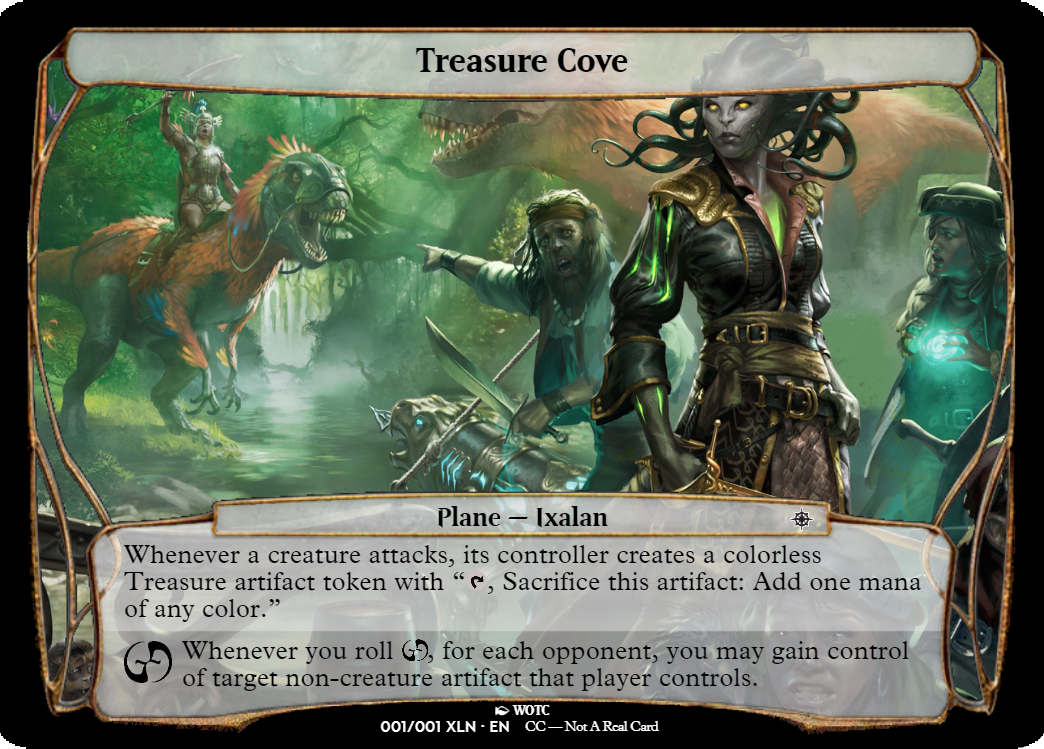 Treasure Cove
Plane — Ixalan
Whenever a creature attacks, its controller creates a colorless
Treasure artifact token with “ , Sacrifice this artifact: Add one mana
of any color.”
Whenever you roll , for each opponent, you may gain control
of target non-creature artifact that player controls.
WOTC
001/001 XLN · EN CC — Not A Real Card